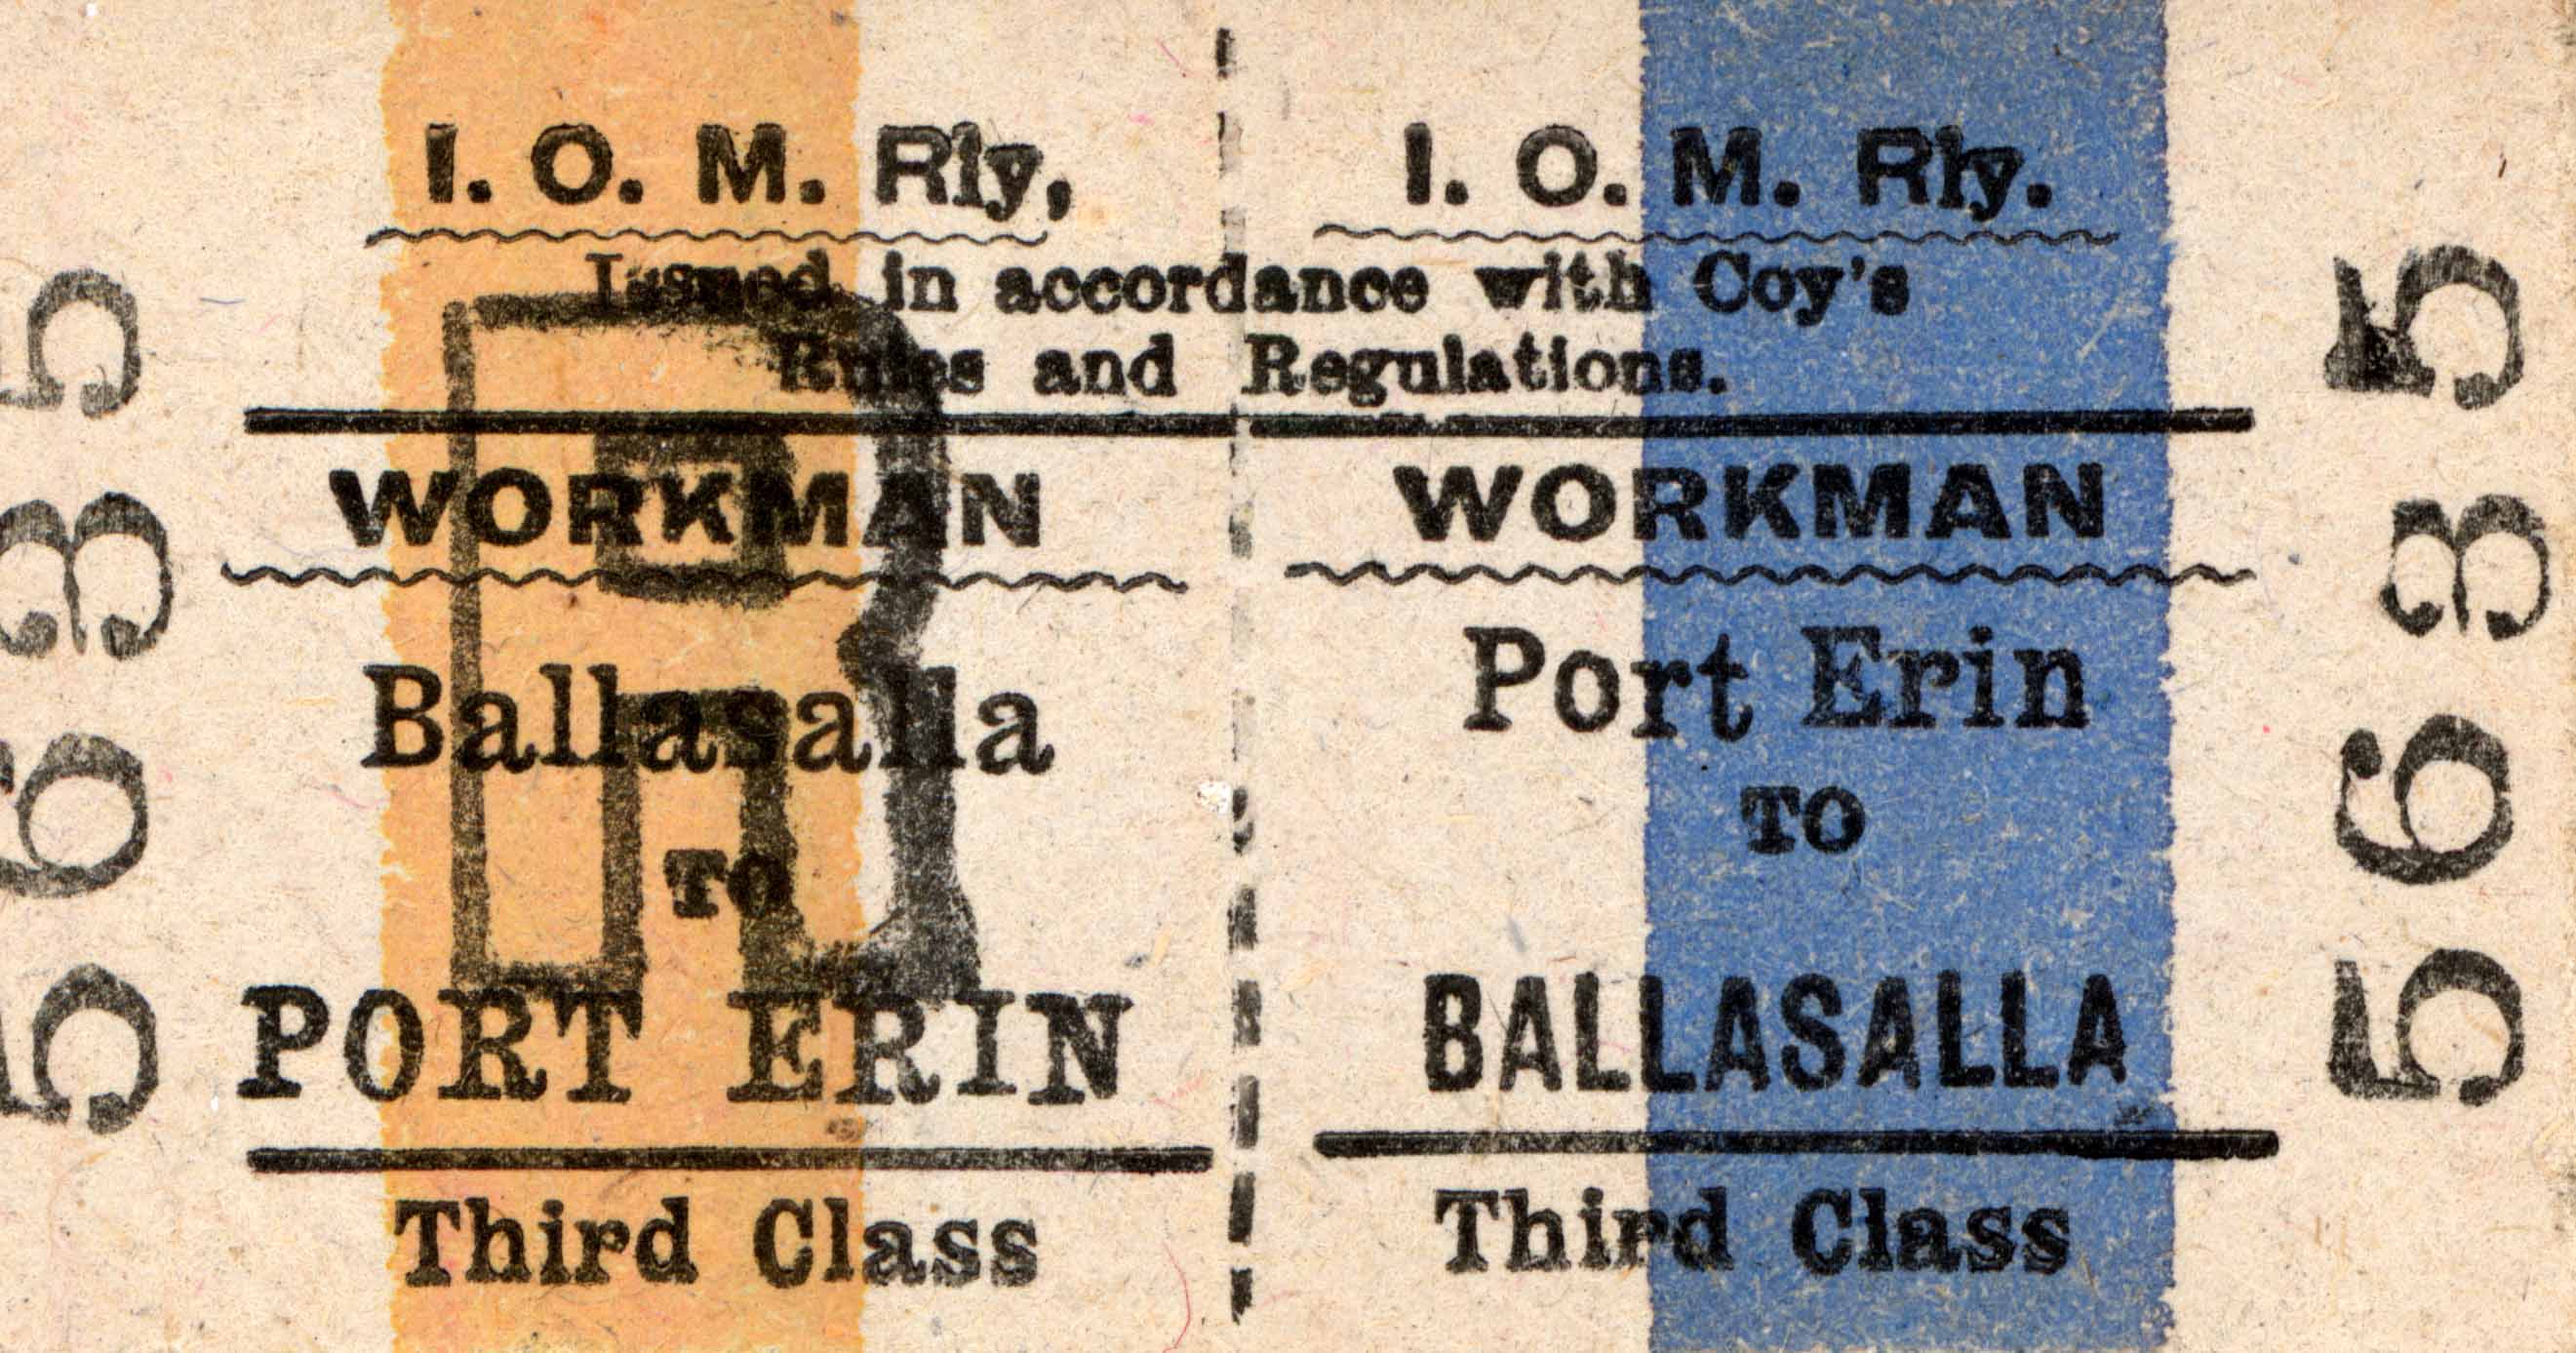 I. O. M. Rly,
I. O. M. Rly.
Issued in accordance with Coy's
Rules and Regulations.
WORKMAN
Ballasalla
TO
PORT ERIN
Third Class
WORKMAN
Port Erin
TO
BALLASALLA
Third Class
R
5635
5635